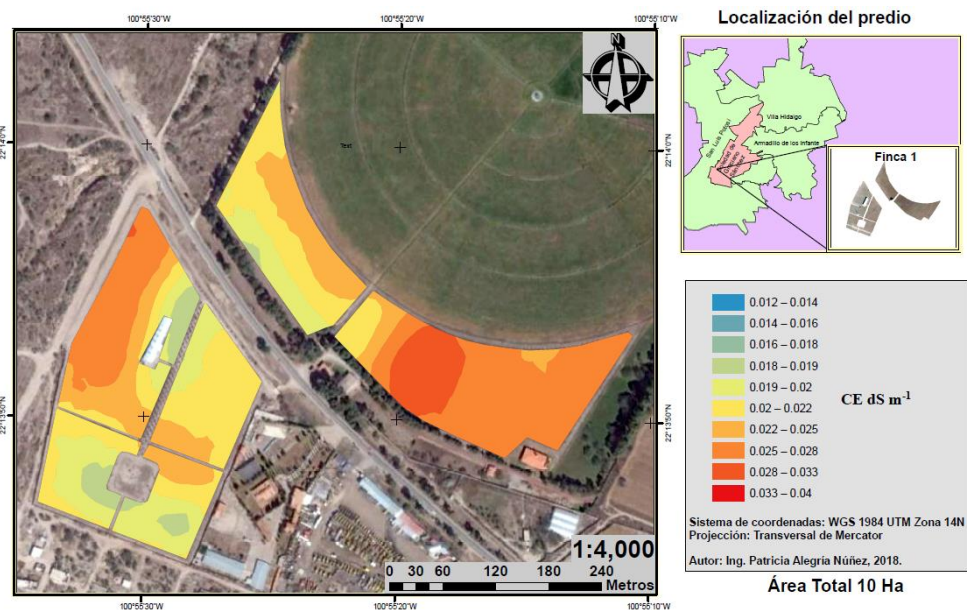 Localización del predio
100°55'30"W
100°55'20"W
100°55'10"W
N
22°14'0"N
22°14'0"N
Text
Villa Hidalgo
San Luis Potosí
Armadillo de los Infante
Soledad de
Graciano
Sánchez
Finca 1
0.012 – 0.014
0.014 – 0.016
0.016 – 0.018
0.018 – 0.019
0.019 – 0.02
0.02 – 0.022
CE dS m-1
0.022 – 0.025
0.025 – 0.028
0.028 – 0.033
0.033 – 0.04
22°13'50"N
22°13'50"N
Sistema de coordenadas: WGS 1984 UTM Zona 14N
Projección: Transversal de Mercator
Autor: Ing. Patricia Alegría Núñez, 2018.
1:4,000
0 30 60 120 180 240
Metros
Área Total 10 Ha
100°55'30"W
100°55'20"W
100°55'10"W